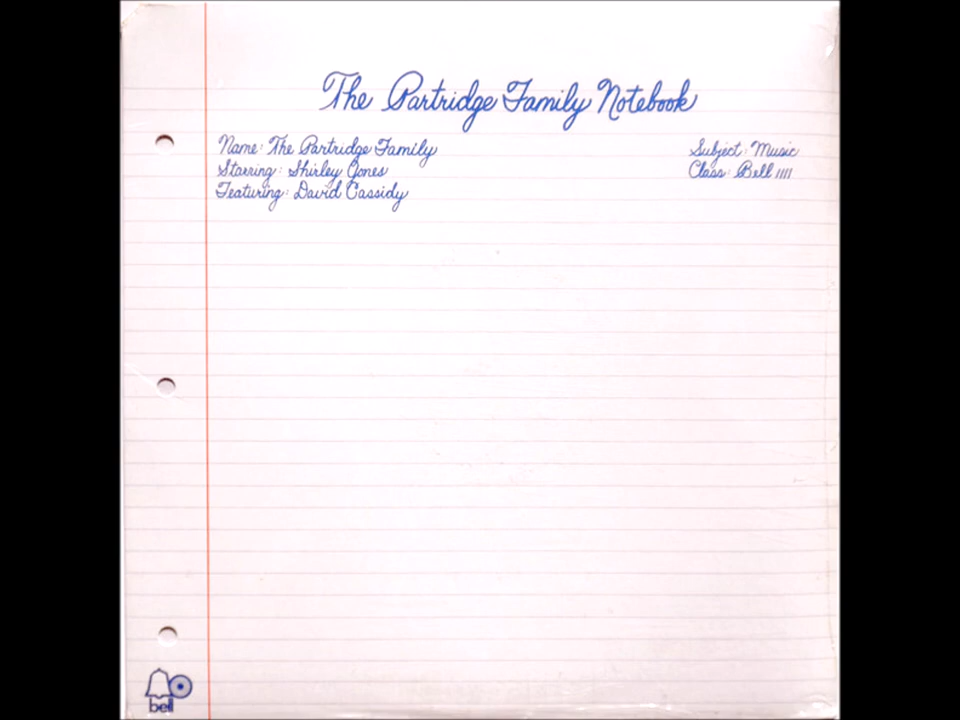 The Partridge Family Notebook
Name: The Partridge Family
Starring: Shirley Jones
Featuring: David Cassidy
Subject: Music
Class: Bell 1111
bell